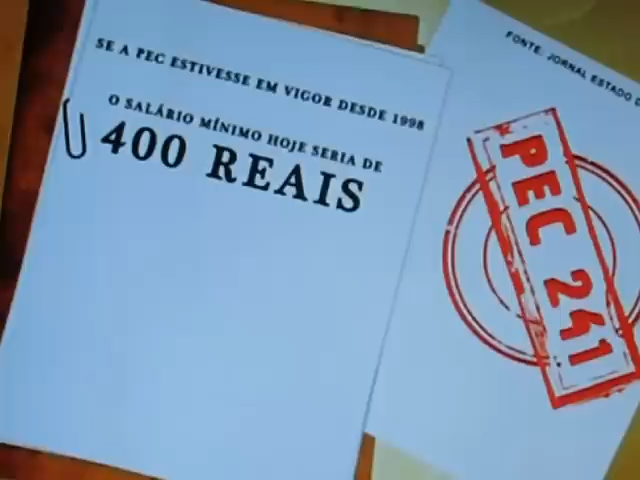 SE A PEC ESTIVESSE EM VIGOR DESDE 1998
O SALÁRIO MÍNIMO HOJE SERIA DE
400 REAIS
FONTE: JORNAL ESTADO
PEC 241